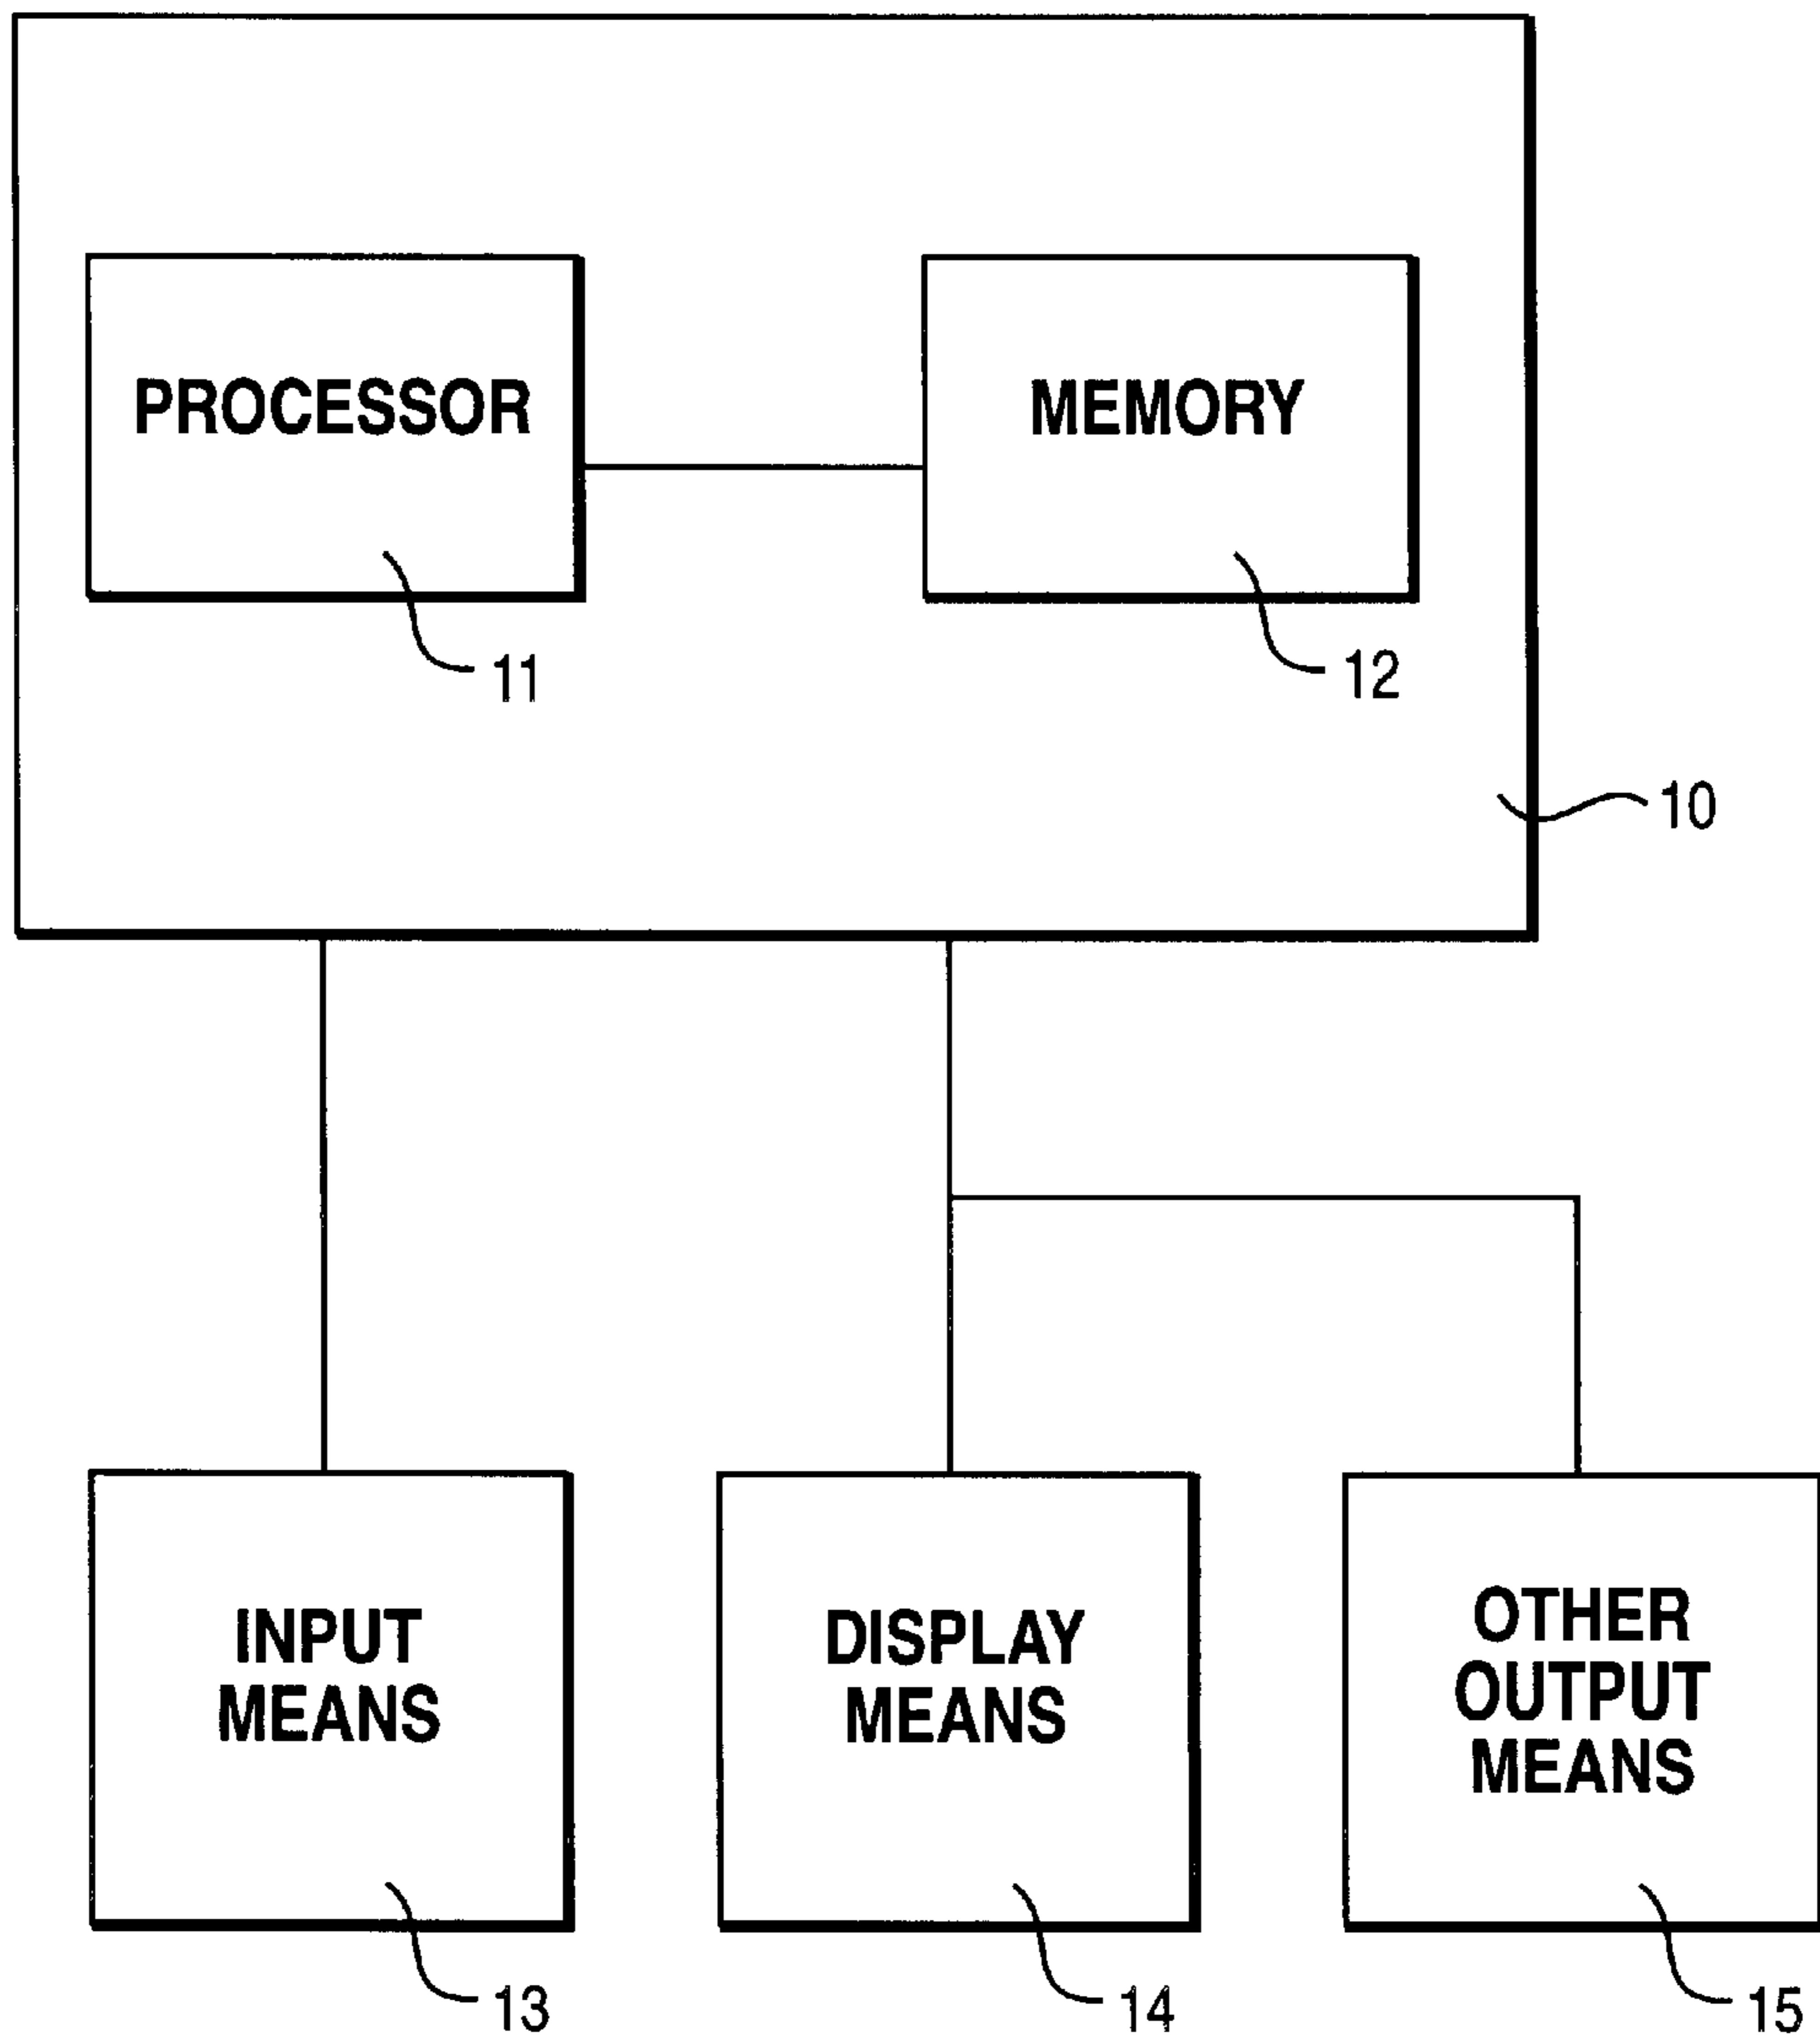 PROCESSOR
MEMORY
11
12
10
INPUT
MEANS
DISPLAY
MEANS
OTHER
OUTPUT
MEANS
13
14
15